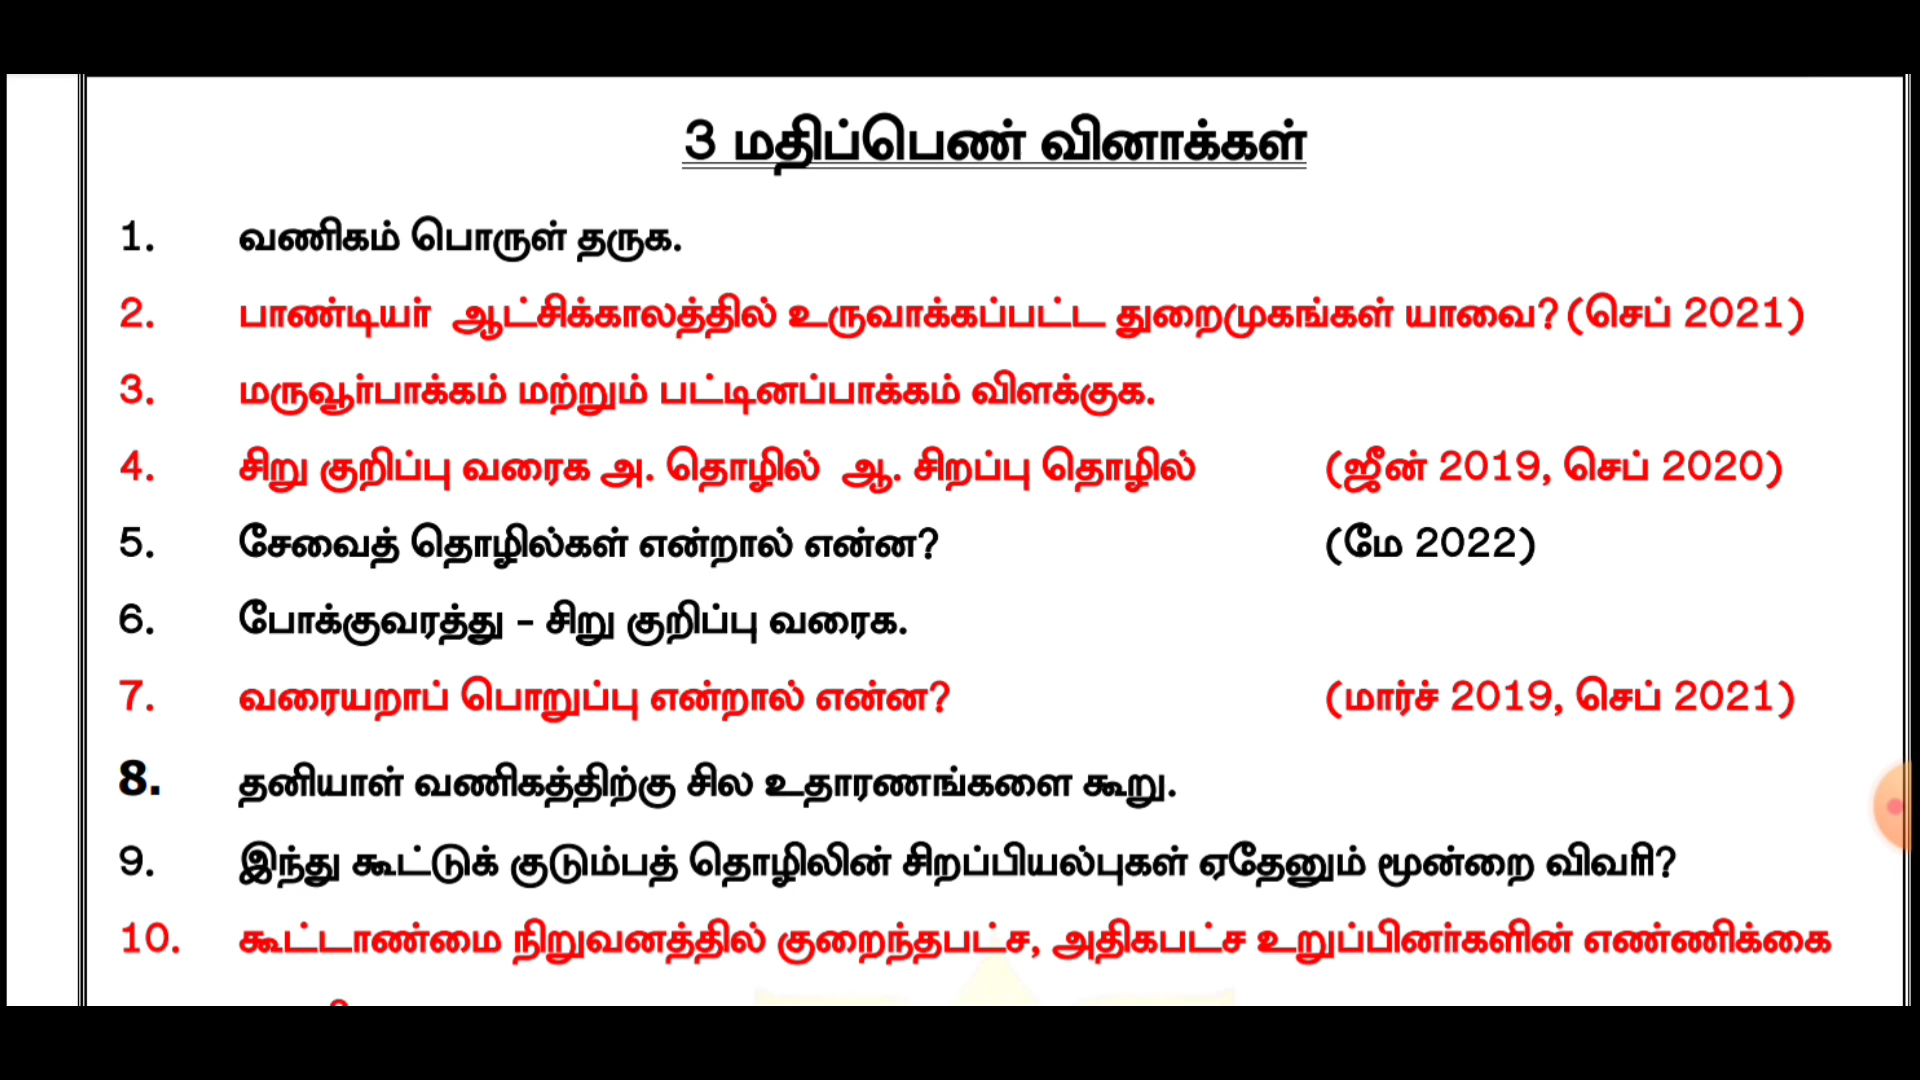 3 மதிப்பெண் வினாக்கள்
1. வணிகம் பொருள் தருக.
2. பாண்டியர் ஆட்சிக்காலத்தில் உருவாக்கப்பட்ட துறைமுகங்கள் யாவை? (செப் 2021)
3. மருவூர்பாக்கம் மற்றும் பட்டினப்பாக்கம் விளக்குக.
4. சிறு குறிப்பு வரைக அ. தொழில் ஆ. சிறப்பு தொழில் (ஜீன் 2019, செப் 2020)
5. சேவைத் தொழில்கள் என்றால் என்ன? (மே 2022)
6. போக்குவரத்து – சிறு குறிப்பு வரைக.
7. வரையறாப் பொறுப்பு என்றால் என்ன? (மார்ச் 2019, செப் 2021)
8. தனியாள் வணிகத்திற்கு சில உதாரணங்களை கூறு.
9. இந்து கூட்டுக் குடும்பத் தொழிலின் சிறப்பியல்புகள் ஏதேனும் மூன்றை விவரி?
10. கூட்டாண்மை நிறுவனத்தில் குறைந்தபட்ச, அதிகபட்ச உறுப்பினர்களின் எண்ணிக்கை